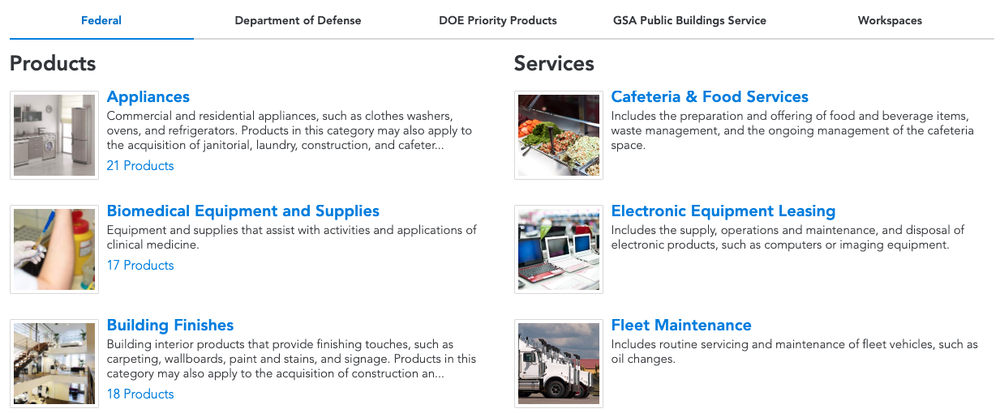 Federal
Department of Defense
DOE Priority Products
GSA Public Buildings Service
Workspaces
Products
Appliances
Commercial and residential appliances, such as clothes washers,
ovens, and refrigerators. Products in this category may also apply to
the acquisition of janitorial, laundry, construction, and cafeter...
21 Products
Biomedical Equipment and Supplies
Equipment and supplies that assist with activities and applications of
clinical medicine.
17 Products
Building Finishes
Building interior products that provide finishing touches, such as
carpeting, wallboards, paint and stains, and signage. Products in this
category may also apply to the acquisition of construction an...
18 Products
Services
Cafeteria & Food Services
Includes the preparation and offering of food and beverage items,
waste management, and the ongoing management of the cafeteria
space.
Electronic Equipment Leasing
Includes the supply, operations and maintenance, and disposal of
electronic products, such as computers or imaging equipment.
Fleet Maintenance
Includes routine servicing and maintenance of fleet vehicles, such as
oil changes.